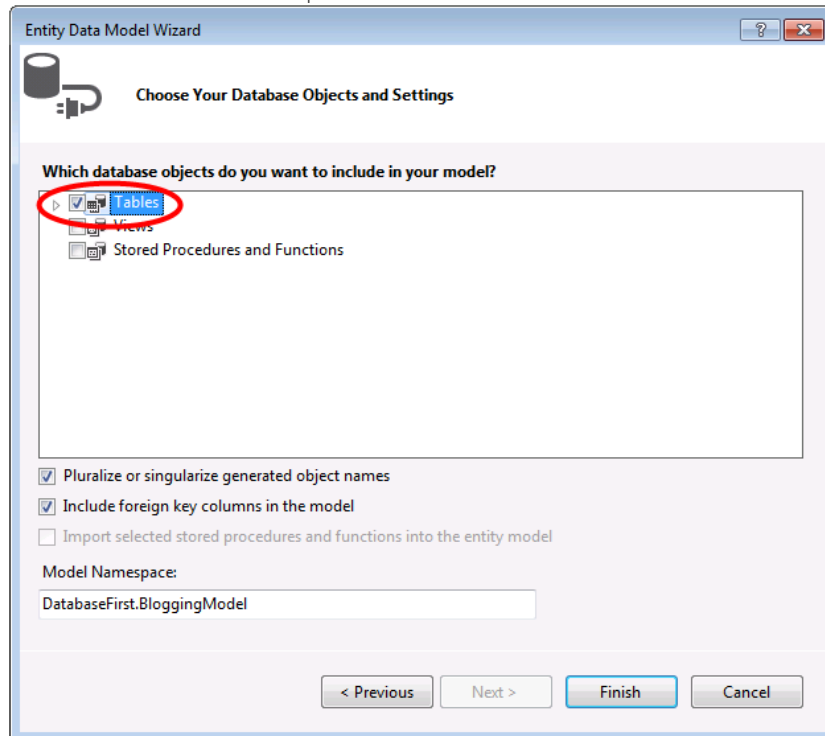 Entity Data Model Wizard
Choose Your Database Objects and Settings
Which database objects do you want to include in your model?
Tables
Views
Stored Procedures and Functions
Pluralize or singularize generated object names
Include foreign key columns in the model
Import selected stored procedures and functions into the entity model
Model Namespace:
DatabaseFirst.BloggingModel
< Previous Next > Finish Cancel